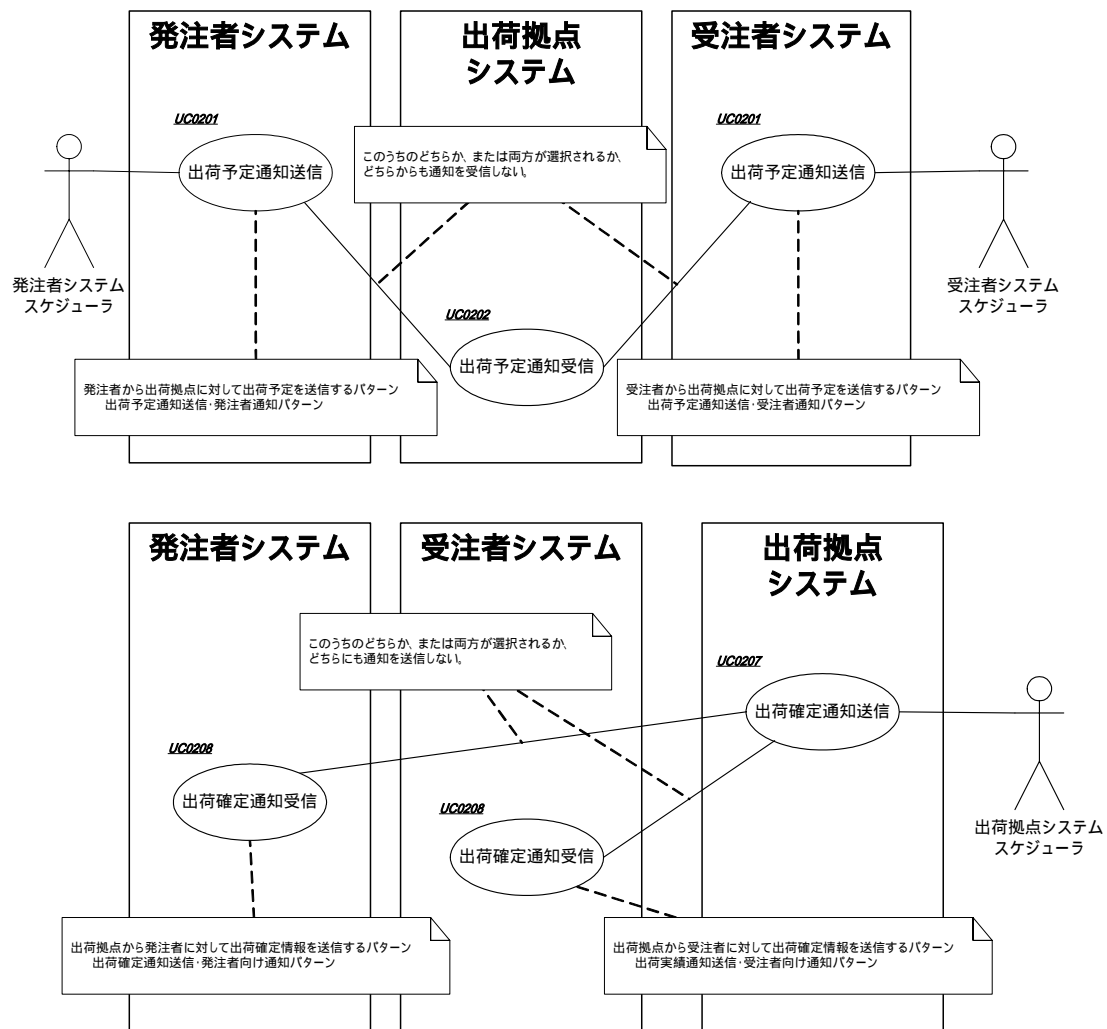 発注者システム
出荷拠点
システム
受注者システム
UC0201
UC0201
このうちのどちらか、または両方が選択されるか、
どちらからも通知を受信しない。
出荷予定通知送信
出荷予定通知送信
発注者システム
スケジューラ
受注者システム
スケジューラ
UC0202
出荷予定通知受信
発注者から出荷拠点に対して出荷予定を送信するパターン
出荷予定通知送信・発注者通知パターン
受注者から出荷拠点に対して出荷予定を送信するパターン
出荷予定通知送信・受注者通知パターン
発注者システム
受注者システム
出荷拠点
システム
このうちのどちらか、または両方が選択されるか、
どちらにも通知を送信しない。
UC0207
出荷確定通知送信
UC0208
出荷確定通知受信
UC0208
出荷確定通知受信
出荷拠点システム
スケジューラ
出荷拠点から発注者に対して出荷確定情報を送信するパターン
出荷確定通知送信・発注者向け通知パターン
出荷拠点から受注者に対して出荷確定情報を送信するパターン
出荷実績通知送信・受注者向け通知パターン